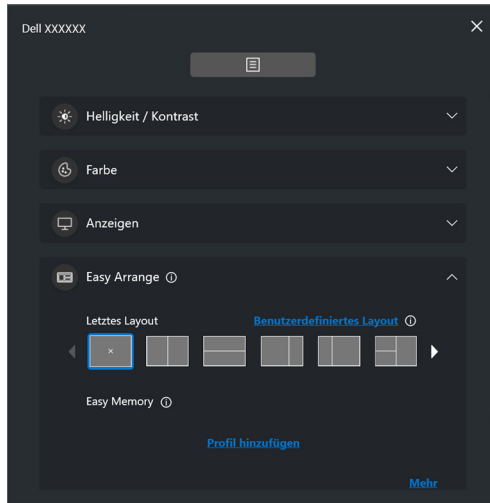 Dell XXXXXX
Helligkeit / Kontrast
Farbe
Anzeigen
Easy Arrange
Letztes Layout Benutzerdefiniertes Layout
Easy Memory
Profil hinzufügen
Mehr